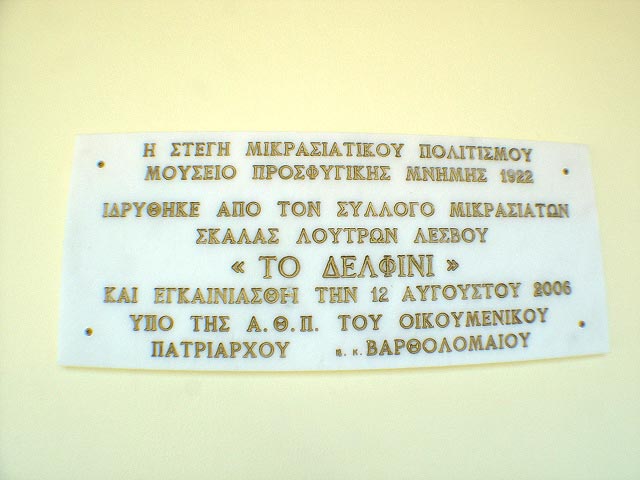 Η ΣΤΕΓΗ ΜΙΚΡΑΣΙΑΤΙΚΟΥ ΠΟΛΙΤΙΣΜΟΥ
ΜΟΥΣΕΙΟ ΠΡΟΣΦΥΓΙΚΗΣ ΜΝΗΜΗΣ 1922
ΙΔΡΥΘΗΚΕ ΑΠΟ ΤΟΝ ΣΥΛΛΟΓΟ ΜΙΚΡΑΣΙΑΤΩΝ
ΣΚΑΛΑΣ ΛΟΥΤΡΩΝ ΛΕΣΒΟΥ
« ΤΟ ΔΕΛΦΙΝΙ »
ΚΑΙ ΕΓΚΑΙΝΙΑΣΘΗ ΤΗΝ 12 ΑΥΓΟΥΣΤΟΥ 2006
ΥΠΟ ΤΗΣ Α.Θ.Π. ΤΟΥ ΟΙΚΟΥΜΕΝΙΚΟΥ
ΠΑΤΡΙΑΡΧΟΥ κ.κ. ΒΑΡΘΟΛΟΜΑΙΟΥ